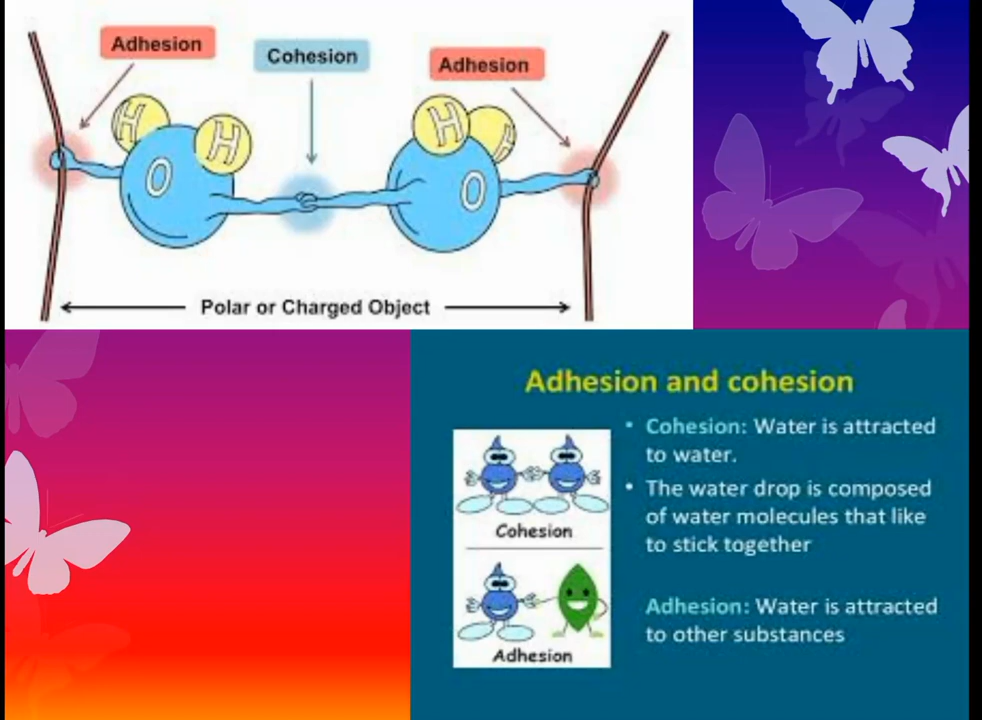 Adhesion
Cohesion
Adhesion
H
H
O
H
H
O
Polar or Charged Object
Adhesion and cohesion
• Cohesion: Water is attracted
to water.
• The water drop is composed
of water molecules that like
to stick together
Adhesion: Water is attracted
to other substances
Cohesion
Adhesion